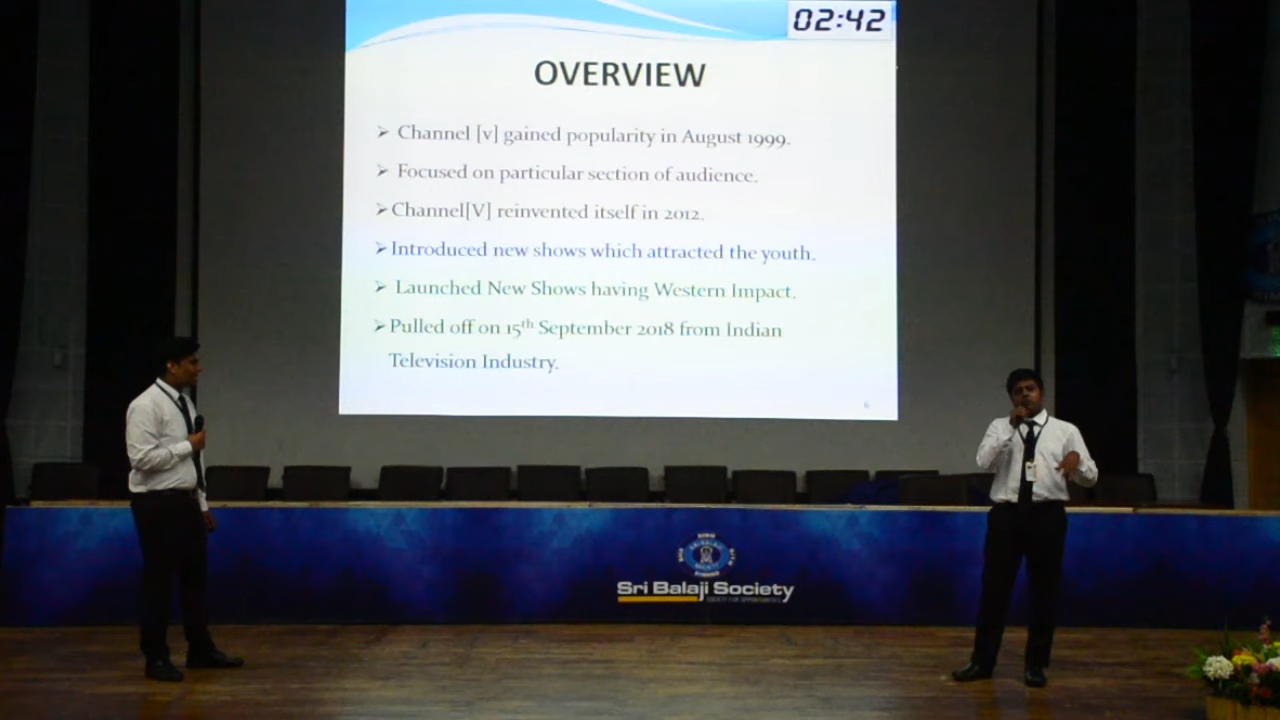 02:42
OVERVIEW
➢ Channel [v] gained popularity in August 1999.
➢ Focused on particular section of audience.
➢Channel[V] reinvented itself in 2012.
➢Introduced new shows which attracted the youth.
➢ Launched New Shows having Western Impact.
➢Pulled off on 15th September 2018 from Indian
Television Industry.
6
Sri Balaji Society